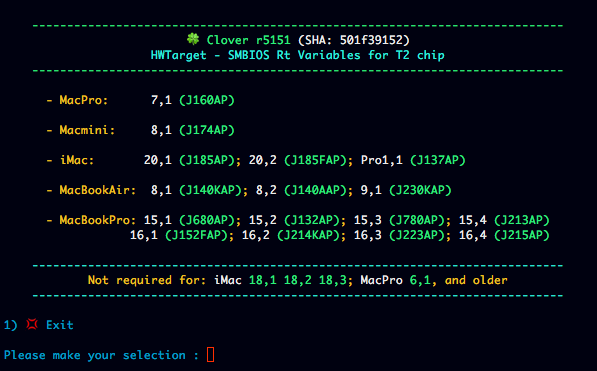 🍀 Clover r5151 (SHA: 501f39152)
HWTarget - SMBIOS Rt Variables for T2 chip
- MacPro: 7,1 (J160AP)
- Macmini: 8,1 (J174AP)
- iMac: 20,1 (J185AP); 20,2 (J185FAP); Pro1,1 (J137AP)
- MacBookAir: 8,1 (J140KAP); 8,2 (J140AAP); 9,1 (J230KAP)
- MacBookPro: 15,1 (J680AP); 15,2 (J132AP); 15,3 (J780AP); 15,4 (J213AP)
16,1 (J152FAP); 16,2 (J214KAP); 16,3 (J223AP); 16,4 (J215AP)
Not required for: iMac 18,1 18,2 18,3; MacPro 6,1, and older
1) 💢 Exit
Please make your selection :